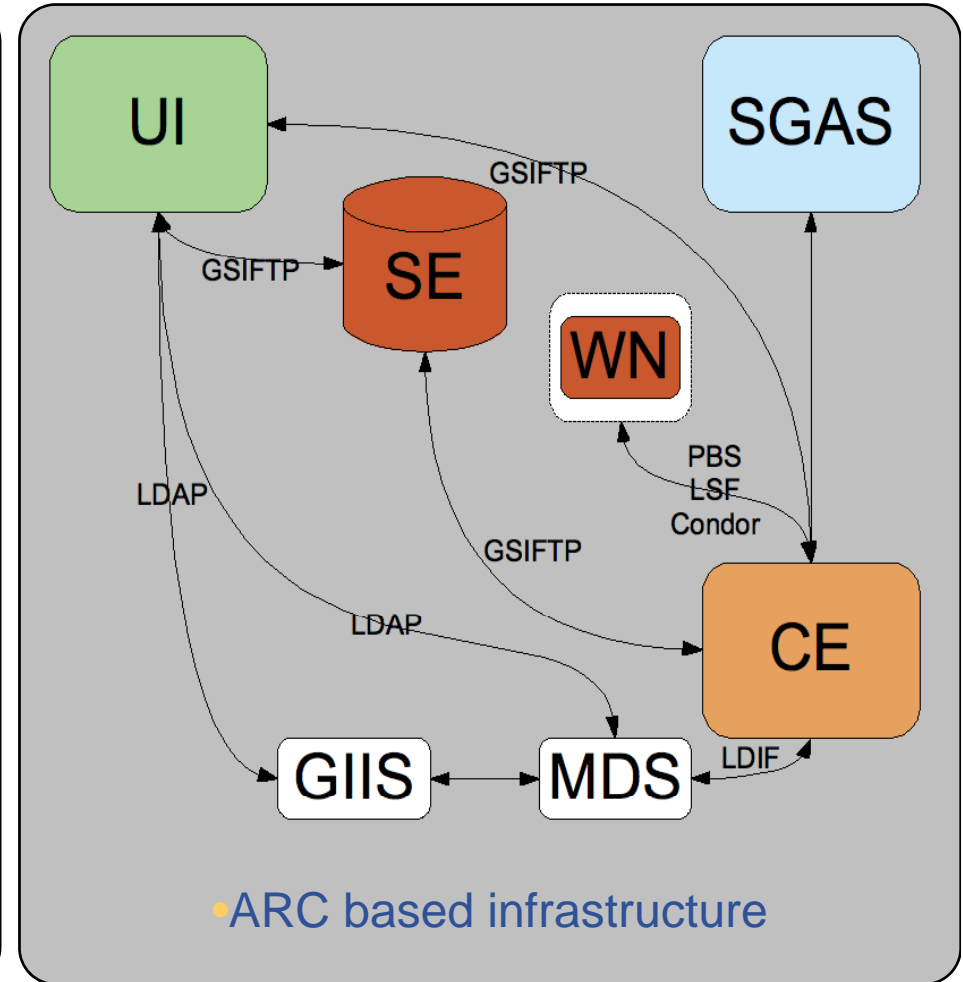 UI
SGAS
GSIFTP
GSIFTP
SE
WN
PBS
LSF
Condor
LDAP
GSIFTP
LDAP
CE
GIIS
MDS
LDIF
•ARC based infrastructure